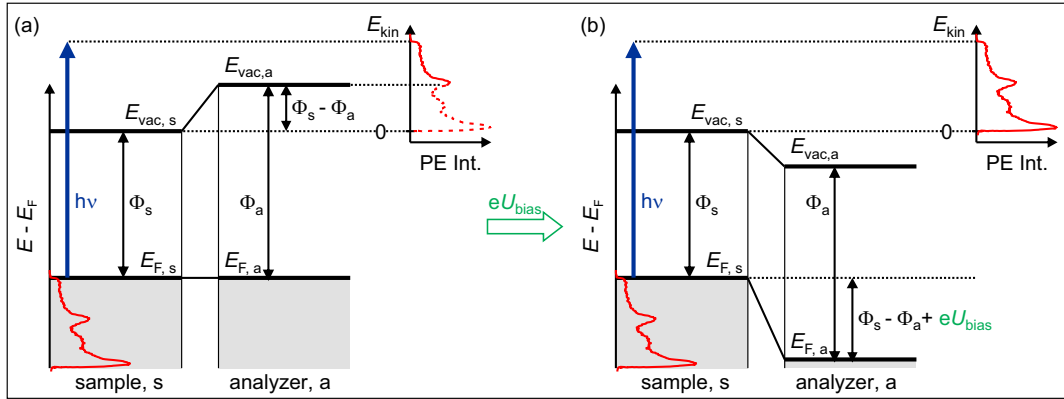 (a)
E_kin
E_vac,a
E_vac, s
Φ_s - Φ_a
0
PE Int.
hν
Φ_s
Φ_a
E - E_F
E_F, s
E_F, a
sample, s
analyzer, a
eU_bias
(b)
E_kin
E_vac, s
0
E_vac,a
PE Int.
hν
Φ_s
Φ_a
E - E_F
E_F, s
Φ_s - Φ_a + eU_bias
E_F, a
sample, s
analyzer, a